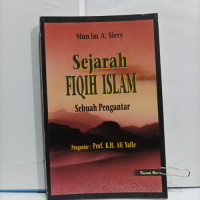 Mun'im A. Sirry
Sejarah
FIQIH ISLAM
Sebuah Pengantar
Pengantar : Prof. K.H. Ali Yafie